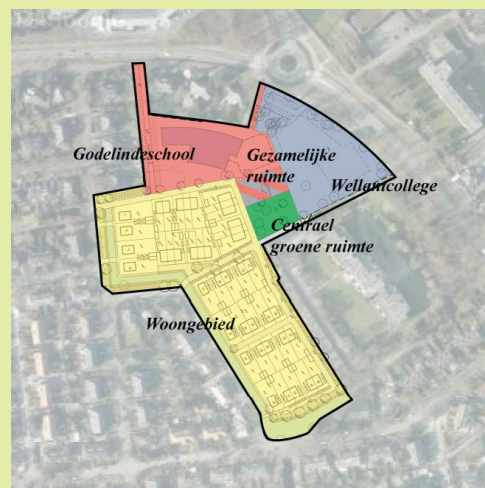 Godelindeschool
Gezamelijke
ruimte
Wellantcollege
Centrael
groene ruimte
Woongebied